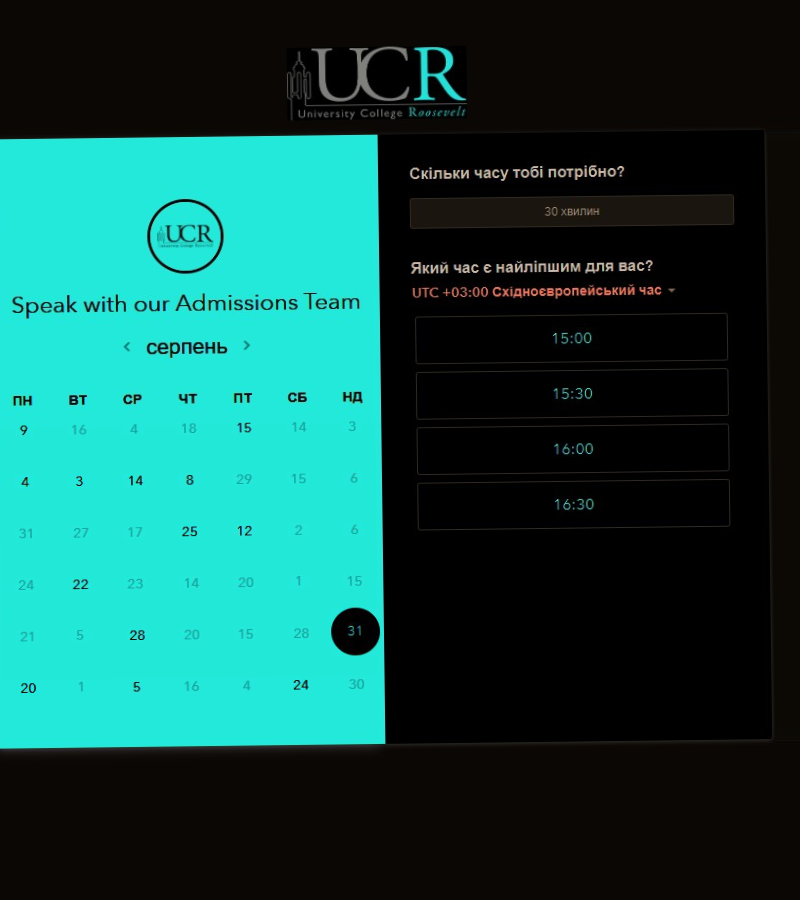 UCR
University College Roosevelt
UCR
University College Roosevelt
Speak with our Admissions Team
серпень
ПН ВТ СР ЧТ ПТ СБ НД
9 16 4 18 15 14 3
4 3 14 8 29 15 6
31 27 17 25 12 2 6
24 22 23 14 20 1 15
21 5 28 20 15 28 31
20 1 5 16 4 24 30
Скільки часу тобі потрібно?
30 хвилин
Який час є найліпшим для вас?
UTC +03:00 Східноєвропейський час
15:00
15:30
16:00
16:30